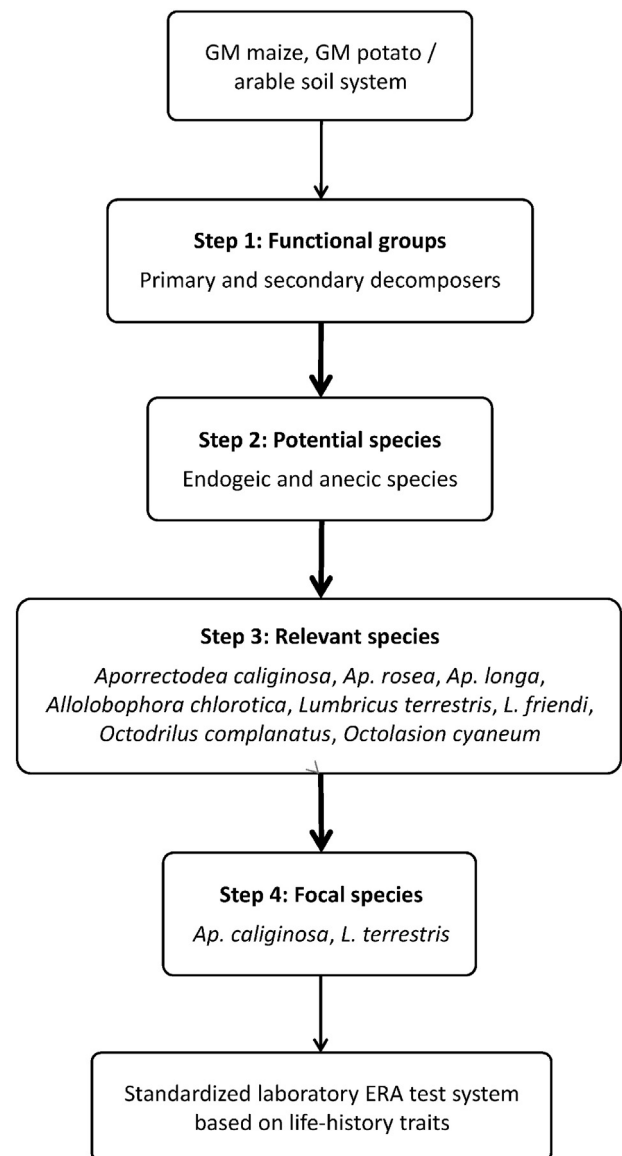 GM maize, GM potato /
arable soil system
Step 1: Functional groups
Primary and secondary decomposers
Step 2: Potential species
Endogeic and anecic species
Step 3: Relevant species
Aporrectodea caliginosa, Ap. rosea, Ap. longa,
Allolobophora chlorotica, Lumbricus terrestris, L. friendi,
Octodrilus complanatus, Octolasion cyaneum
Step 4: Focal species
Ap. caliginosa, L. terrestris
Standardized laboratory ERA test system
based on life-history traits